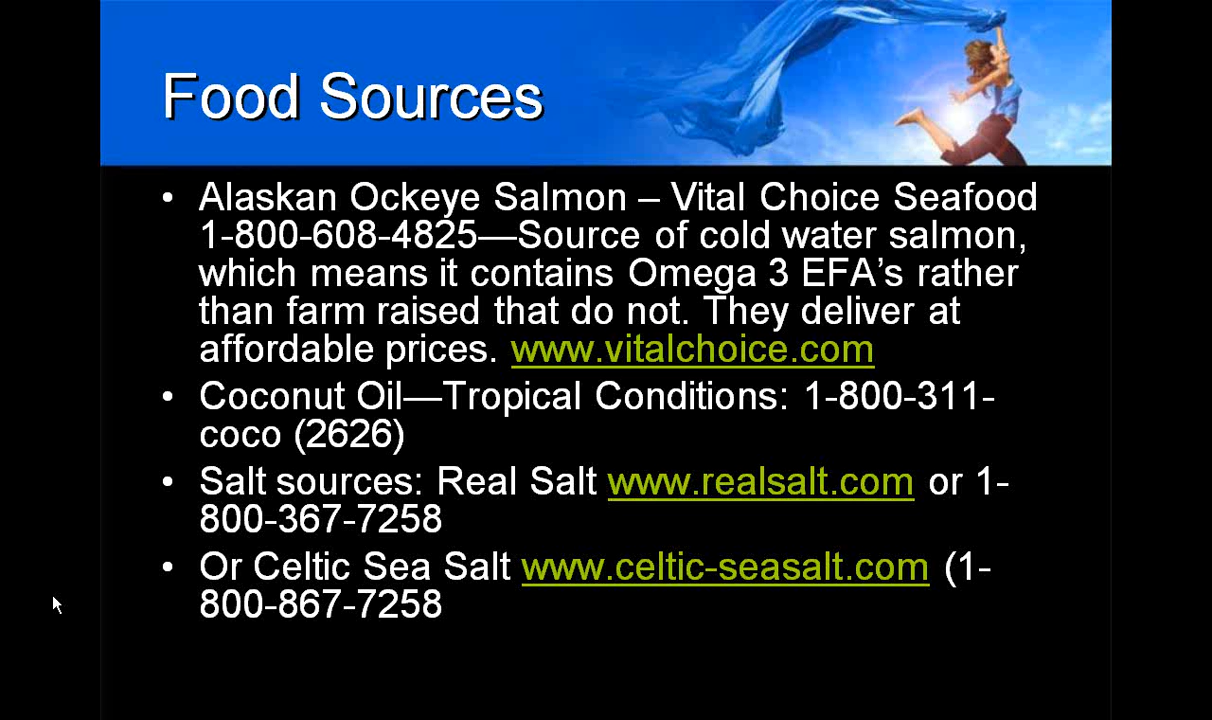 Food Sources
• Alaskan Ockeye Salmon – Vital Choice Seafood
1-800-608-4825—Source of cold water salmon,
which means it contains Omega 3 EFA’s rather
than farm raised that do not. They deliver at
affordable prices. www.vitalchoice.com
• Coconut Oil—Tropical Conditions: 1-800-311-
coco (2626)
• Salt sources: Real Salt www.realsalt.com or 1-
800-367-7258
• Or Celtic Sea Salt www.celtic-seasalt.com (1-
800-867-7258